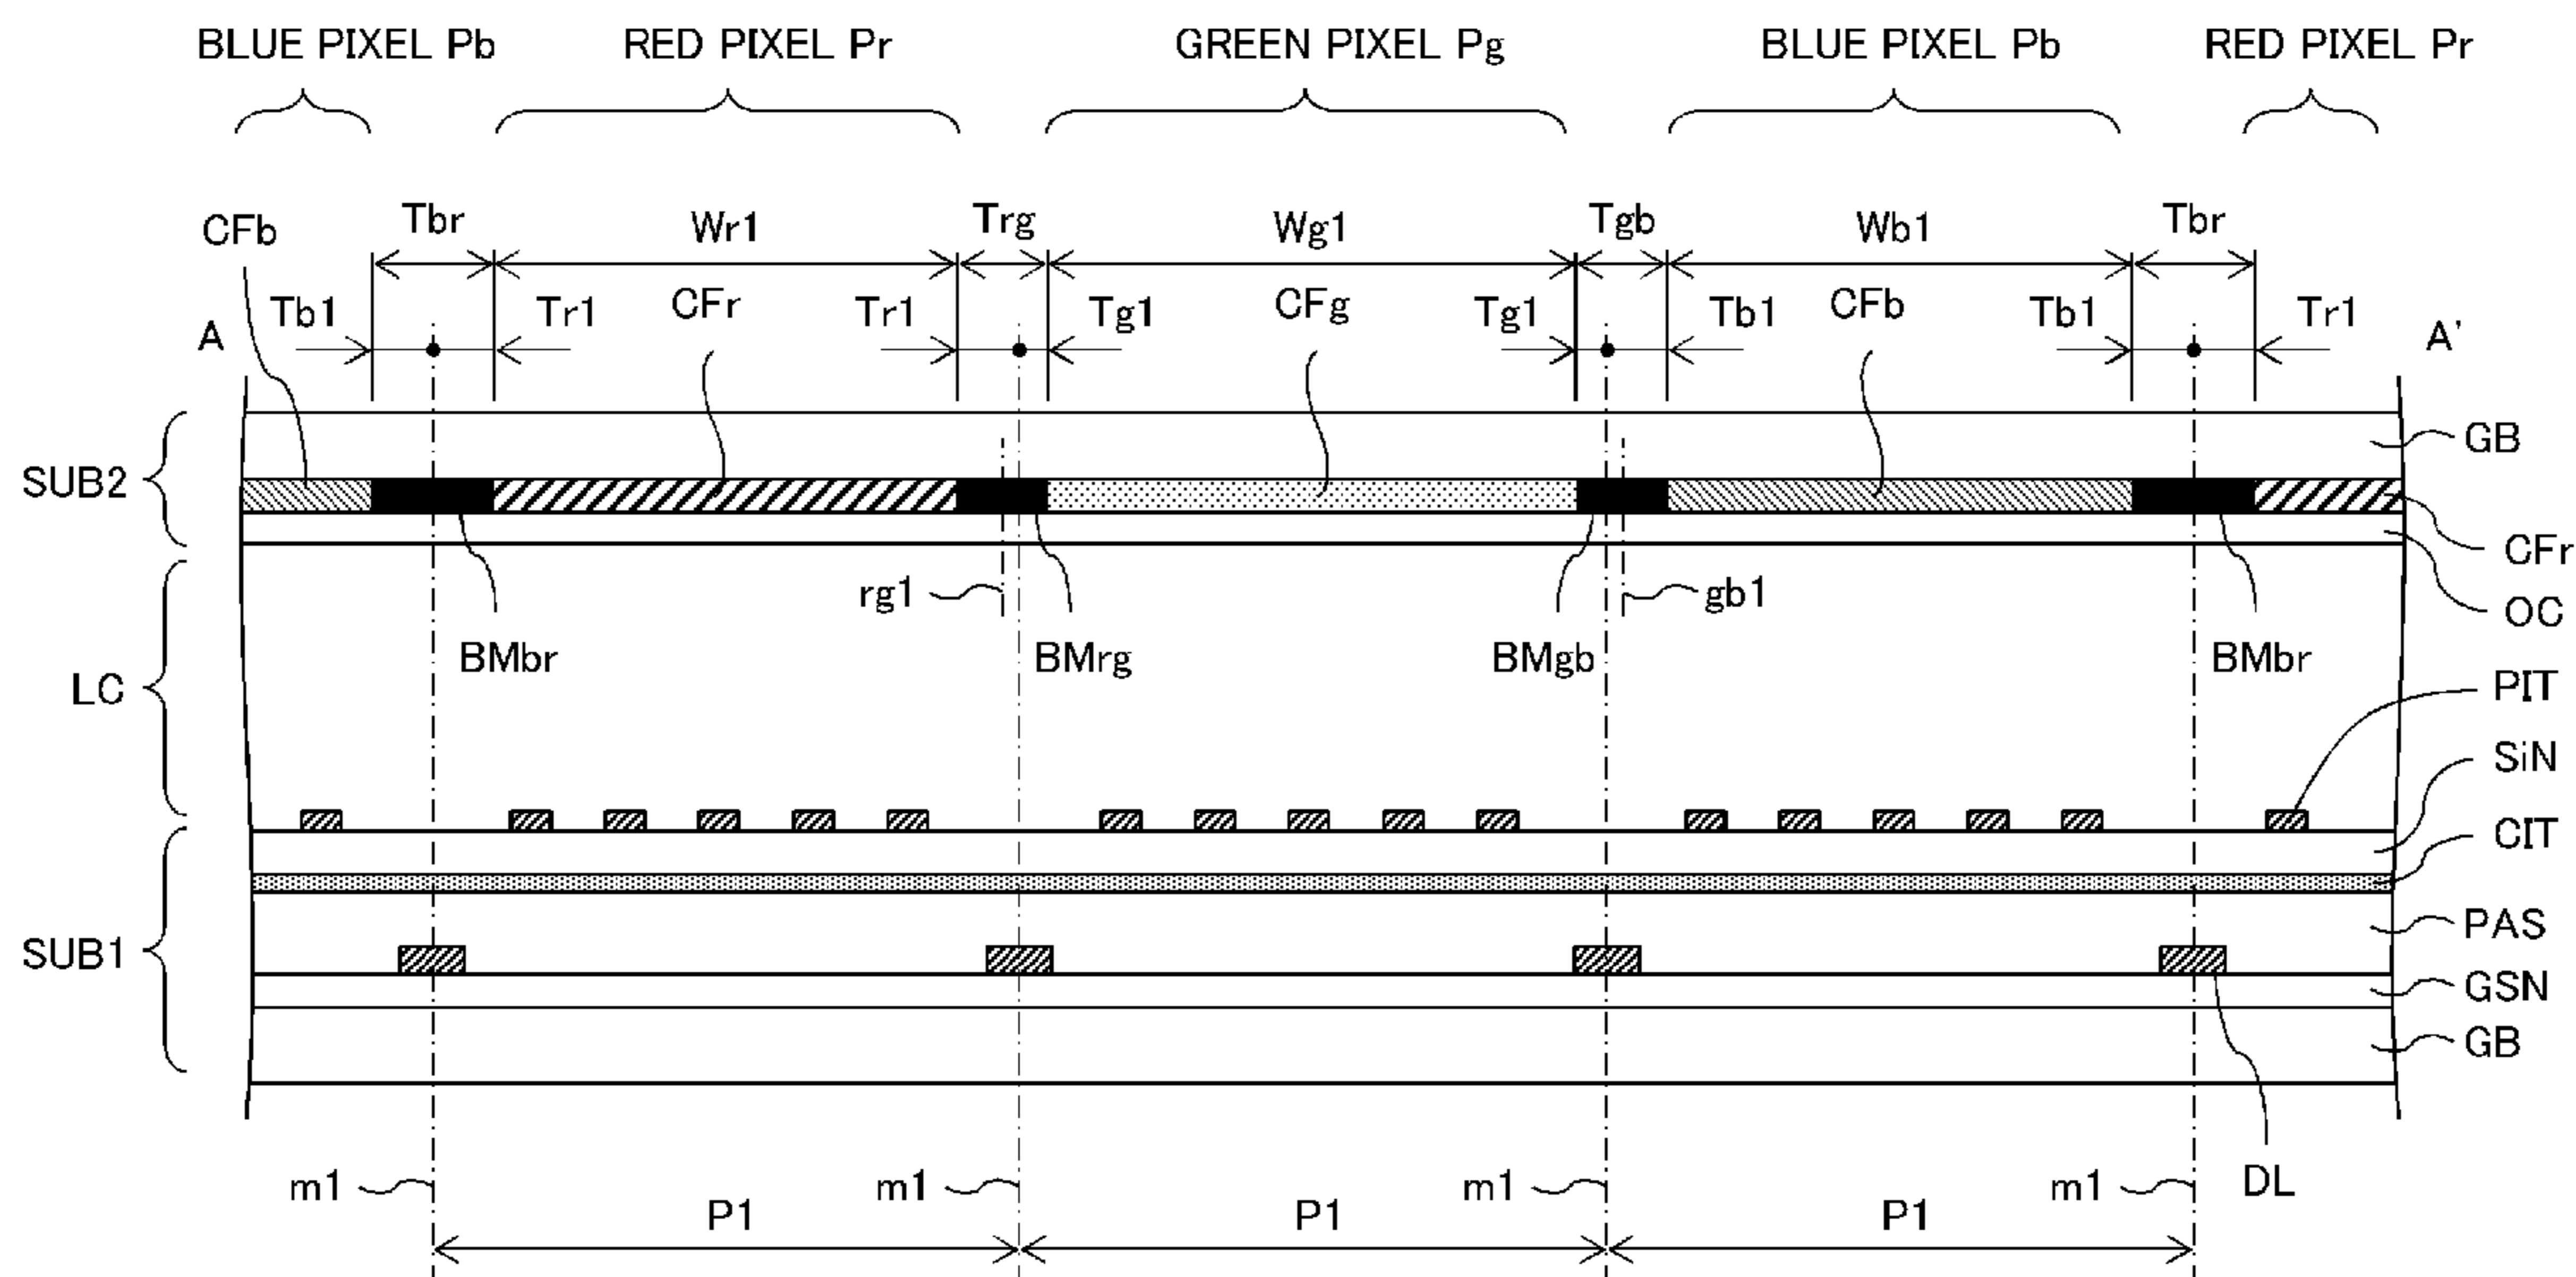 BLUE PIXEL Pb RED PIXEL Pr GREEN PIXEL Pg BLUE PIXEL Pb RED PIXEL Pr
CFb Tbr Wr1 Trg Wg1 Tgb Wb1 Tbr
A Tb1 Tr1 CFr Tr1 Tg1 CFg Tg1 Tb1 CFb Tb1 Tr1 A'
GB
SUB2
CFr
rg1 gb1 OC
BMbr BMrg BMgb BMbr
LC PIT
SiN
CIT
PAS
SUB1
GSN
GB
m1 m1 m1 m1 DL
P1 P1 P1